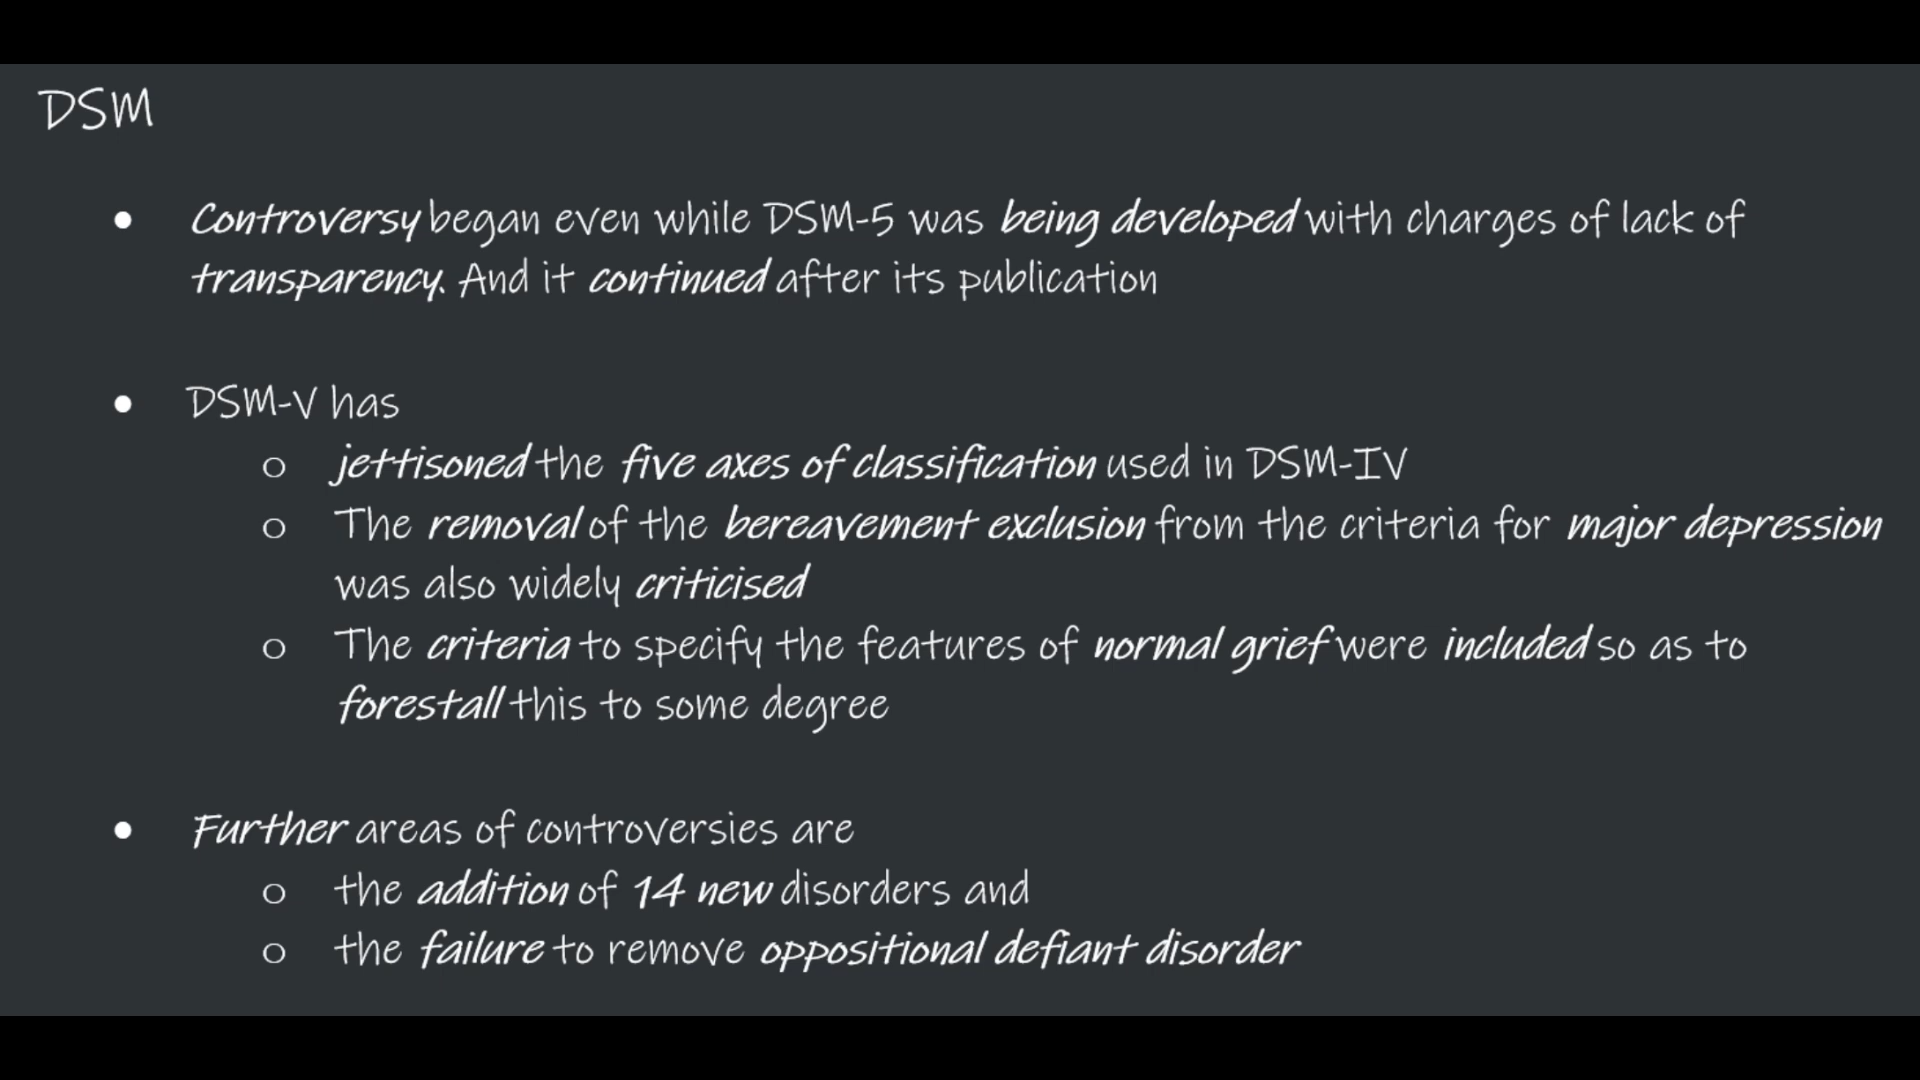 DSM
• Controversy began even while DSM-5 was being developed with charges of lack of
transparency. And it continued after its publication
• DSM-V has
○ jettisoned the five axes of classification used in DSM-IV
○ The removal of the bereavement exclusion from the criteria for major depression
was also widely criticised
○ The criteria to specify the features of normal grief were included so as to
forestall this to some degree
• Further areas of controversies are
○ the addition of 14 new disorders and
○ the failure to remove oppositional defiant disorder